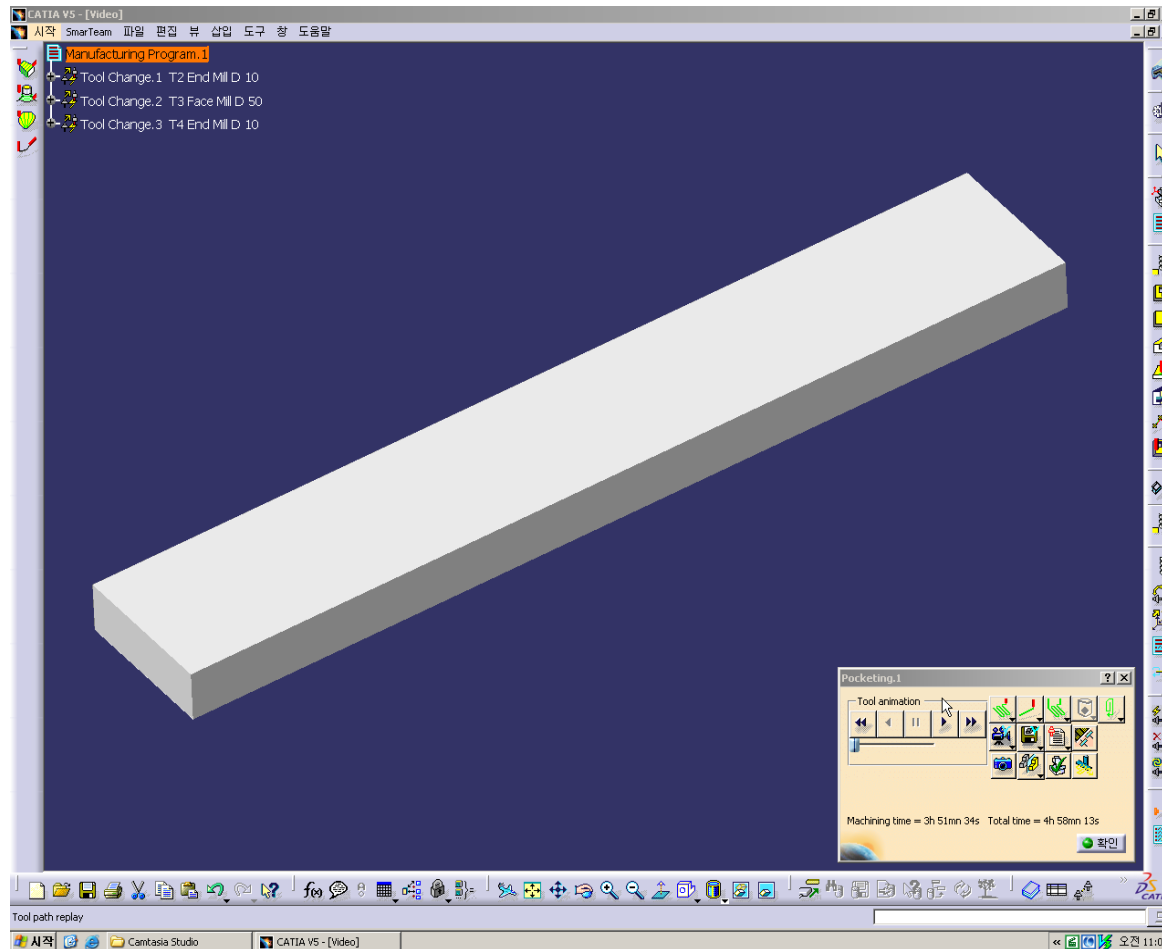 CATIA V5 - [Video]
시작 SmarTeam 파일 편집 뷰 삽입 도구 창 도움말
Manufacturing Program.1
Tool Change.1 T2 End Mill D 10
Tool Change.2 T3 Face Mill D 50
Tool Change.3 T4 End Mill D 10
Pocketing.1
Tool animation
Machining time = 3h 51mn 34s Total time = 4h 58mn 13s
확인
f(x)
Tool path replay
시작 Camtasia Studio CATIA V5 - [Video] 오전